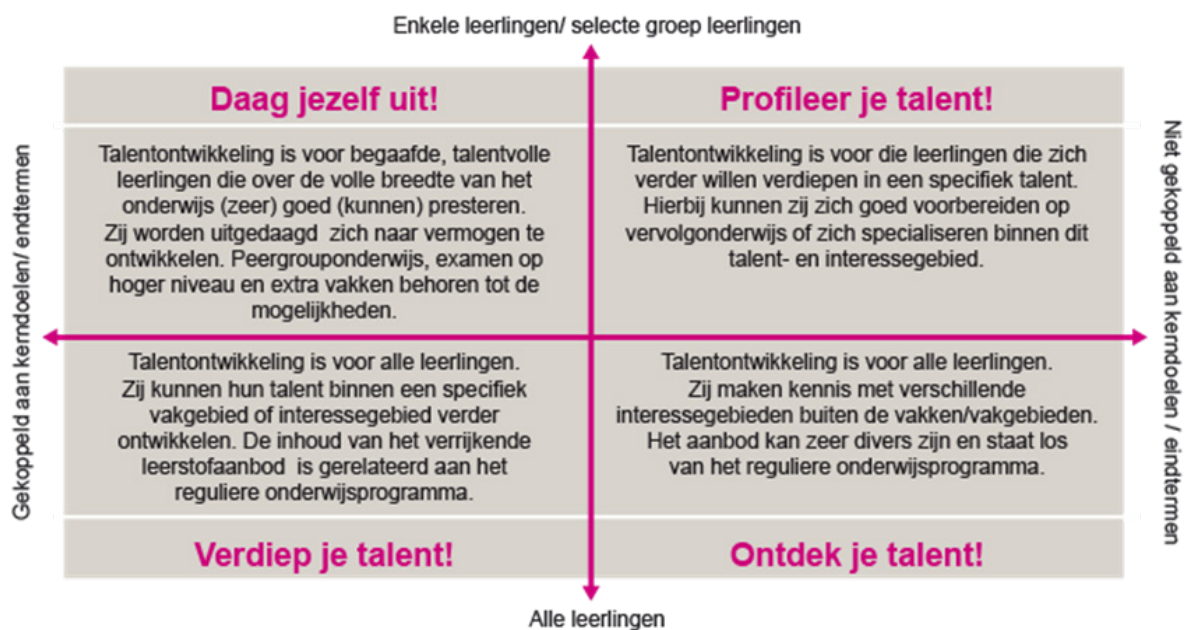 Enkele leerlingen/ selecte groep leerlingen
Daag jezelf uit!
Talentontwikkeling is voor begaafde, talentvolle
leerlingen die over de volle breedte van het
onderwijs (zeer) goed (kunnen) presteren.
Zij worden uitgedaagd zich naar vermogen te
ontwikkelen. Peergrouponderwijs, examen op
hoger niveau en extra vakken behoren tot de
mogelijkheden.
Profileer je talent!
Talentontwikkeling is voor die leerlingen die zich
verder willen verdiepen in een specifiek talent.
Hierbij kunnen zij zich goed voorbereiden op
vervolgonderwijs of zich specialiseren binnen dit
talent- en interessegebied.
Gekoppeld aan kerndoelen/ endtermen
Niet gekoppeld aan kerndoelen / eindtermen
Talentontwikkeling is voor alle leerlingen.
Zij kunnen hun talent binnen een specifiek
vakgebied of interessegebied verder
ontwikkelen. De inhoud van het verrijkende
leerstofaanbod is gerelateerd aan het
reguliere onderwijsprogramma.
Verdiep je talent!
Talentontwikkeling is voor alle leerlingen.
Zij maken kennis met verschillende
interessegebieden buiten de vakken/vakgebieden.
Het aanbod kan zeer divers zijn en staat los
van het reguliere onderwijsprogramma.
Ontdek je talent!
Alle leerlingen